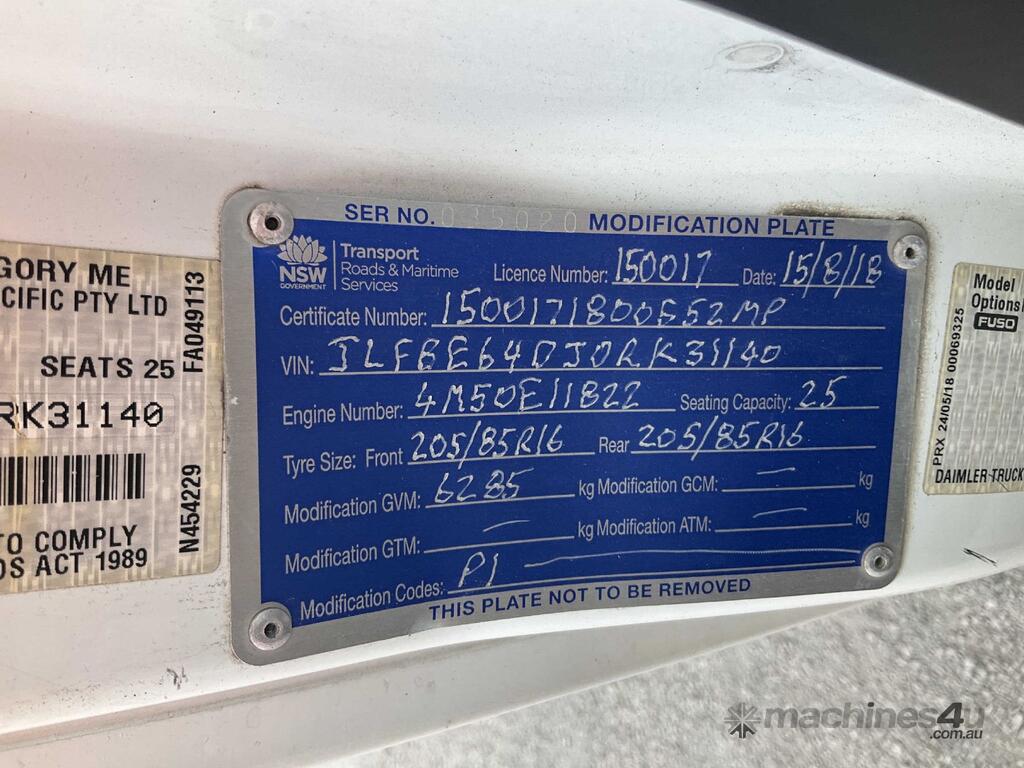 GORY ME
CIFIC PTY LTD
SEATS 25
RK31140
TO COMPLY
DS ACT 1989
FA049113
N454229
SER NO. 035020 MODIFICATION PLATE
NSW
GOVERNMENT
Transport
Roads & Maritime
Services
Licence Number: 150017 Date: 15/8/18
Certificate Number: 1500171800552MP
VIN: JLFBE64DJ0RK31140
Engine Number: 4M50E11822 Seating Capacity: 25
Tyre Size: Front 205/85R16 Rear 205/85R16
Modification GVM: 6285 kg Modification GCM: — kg
Modification GTM: — kg Modification ATM: — kg
Modification Codes: P1
THIS PLATE NOT TO BE REMOVED
PRX 24/05/18 00069325
Model
Options
FUSO
DAIMLER TRUCK
machines4u
.com.au